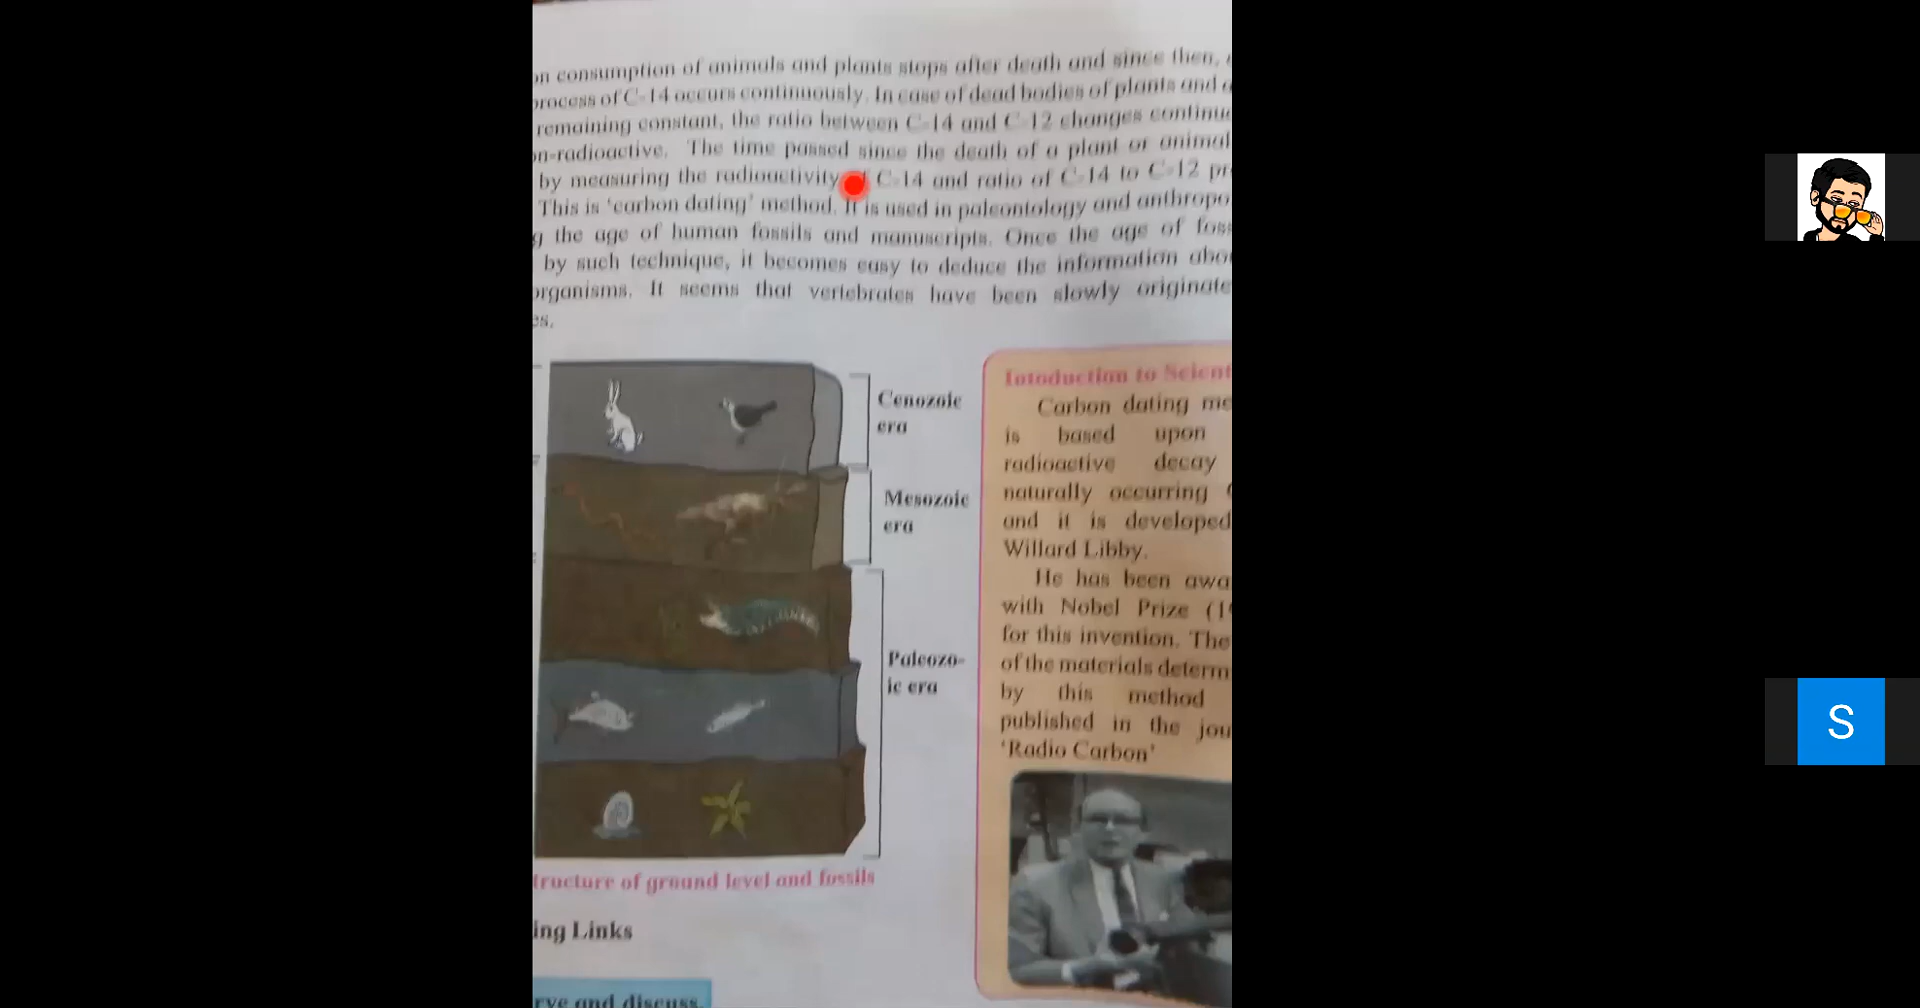 on consumption of animals and plants stops after death and since then,
process of C-14 occurs continuously. In case of dead bodies of plants and
remaining constant, the ratio between C-14 and C-12 changes continu
on-radioactive. The time passed since the death of a plant or animal
by measuring the radioactivity C-14 and ratio of C-14 to C-12 pr
This is 'carbon dating' method. It is used in paleontology and anthropo
g the age of human fossils and manuscripts. Once the age of foss
by such technique, it becomes easy to deduce the information abo
organisms. It seems that vertebrates have been slowly originate
es.
Cenozoic
era
Mesozoic
era
Paleozo-
ic era
tructure of ground level and fossils
ing Links
rve and discuss.
Intoduction to Scient
Carbon dating me
is based upon
radioactive decay
naturally occurring
and it is developed
Willard Libby.
He has been awa
with Nobel Prize (1
for this invention. The
of the materials determ
by this method
published in the jou
'Radio Carbon'
S